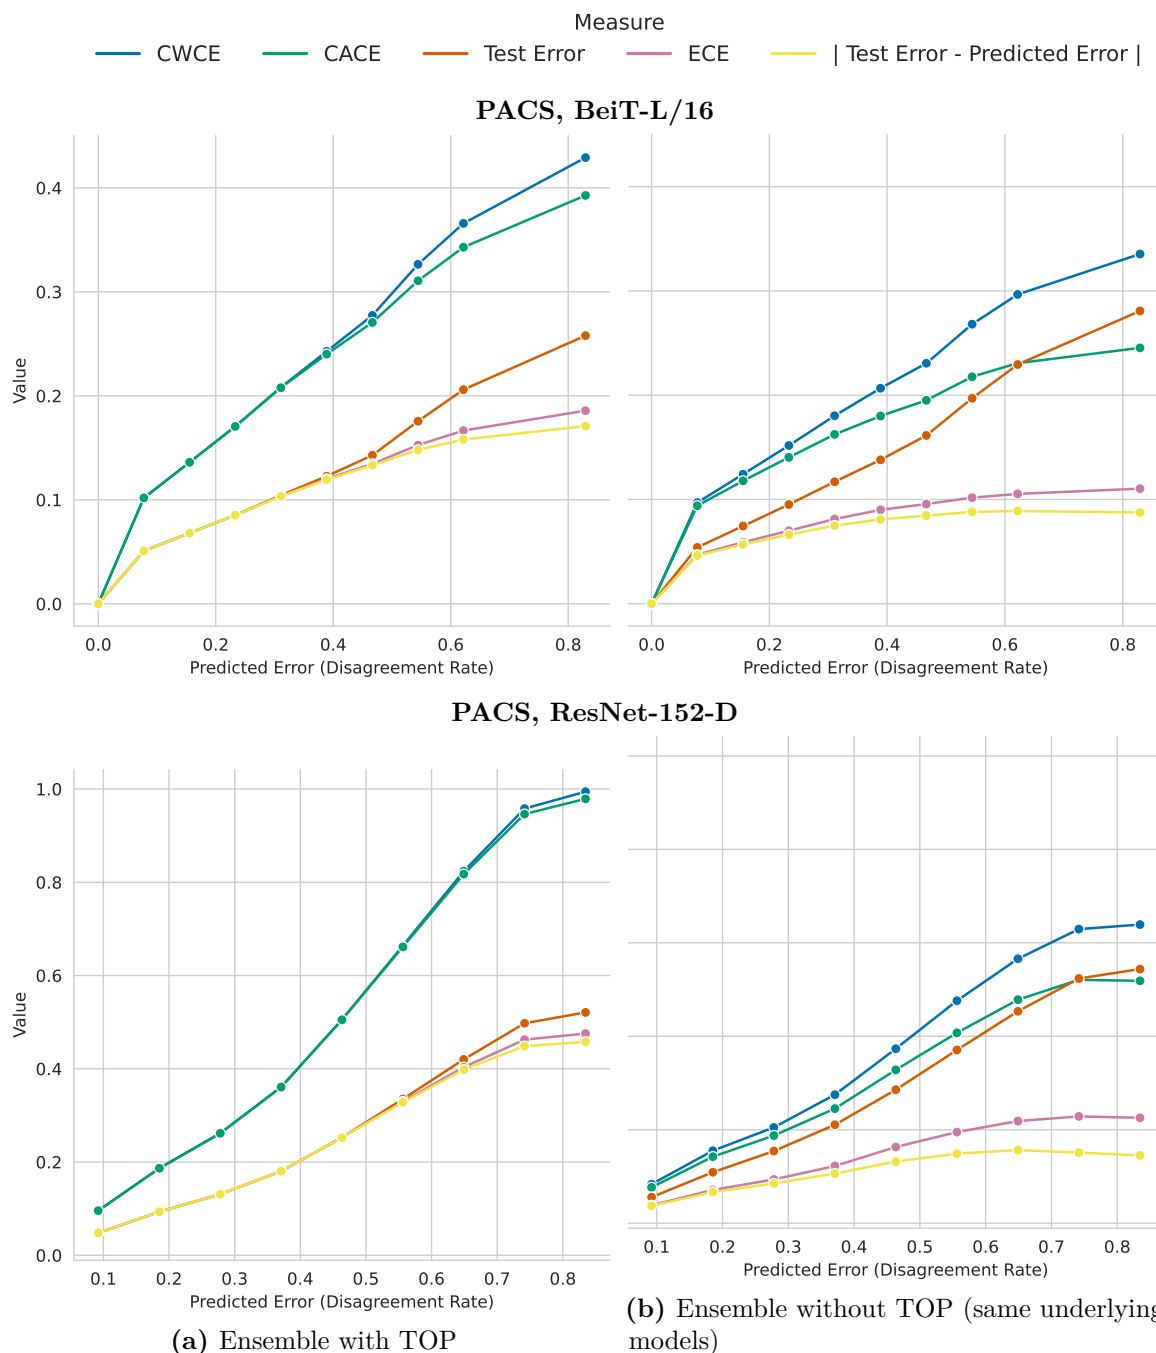 Measure
CWCE CACE Test Error ECE | Test Error - Predicted Error |
PACS, BeiT-L/16
0.4
0.3
0.2
0.1
0.0
Value
0.0 0.2 0.4 0.6 0.8
Predicted Error (Disagreement Rate)
0.0 0.2 0.4 0.6 0.8
Predicted Error (Disagreement Rate)
PACS, ResNet-152-D
1.0
0.8
0.6
0.4
0.2
0.0
Value
0.1 0.2 0.3 0.4 0.5 0.6 0.7 0.8
Predicted Error (Disagreement Rate)
(a) Ensemble with TOP
0.1 0.2 0.3 0.4 0.5 0.6 0.7 0.8
Predicted Error (Disagreement Rate)
(b) Ensemble without TOP (same underlying
models)